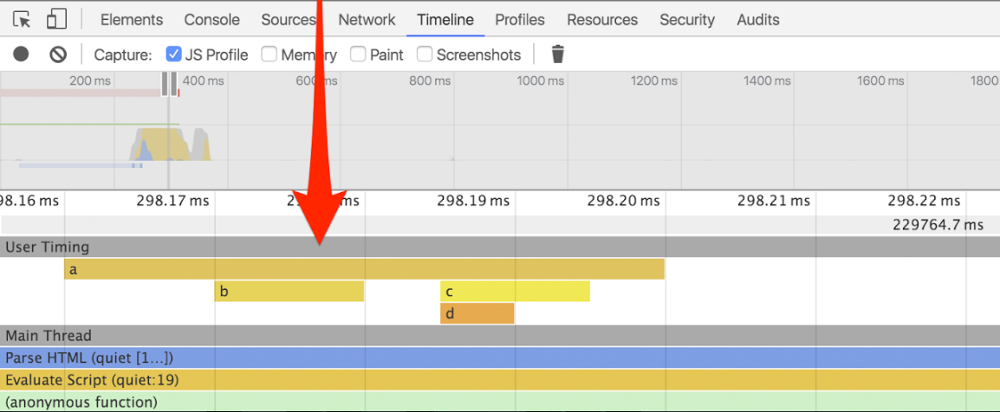 Elements Console Sources Network Timeline Profiles Resources Security Audits
Capture: JS Profile Memory Paint Screenshots
200 ms 400 ms 600 ms 800 ms 1000 ms 1200 ms 1400 ms 1600 ms 1800
98.16 ms 298.17 ms 298.19 ms 298.20 ms 298.21 ms 298.22 ms
229764.7 ms
User Timing
a
b c
d
Main Thread
Parse HTML (quiet [1...])
Evaluate Script (quiet:19)
(anonymous function)